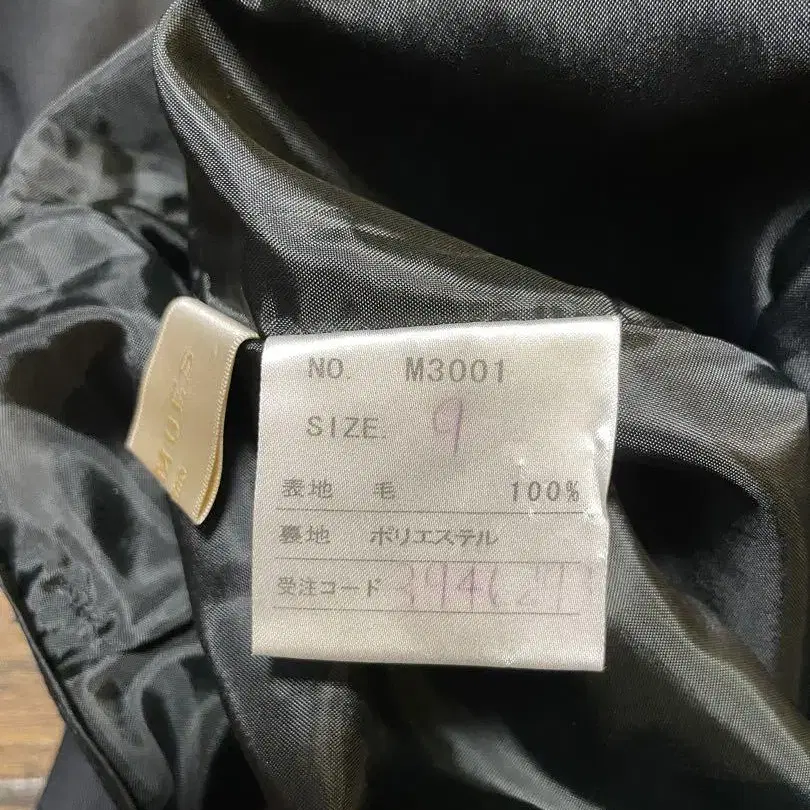 NO. M3001
SIZE. 9
表地 毛 100%
裏地 ポリエステル
受注コード